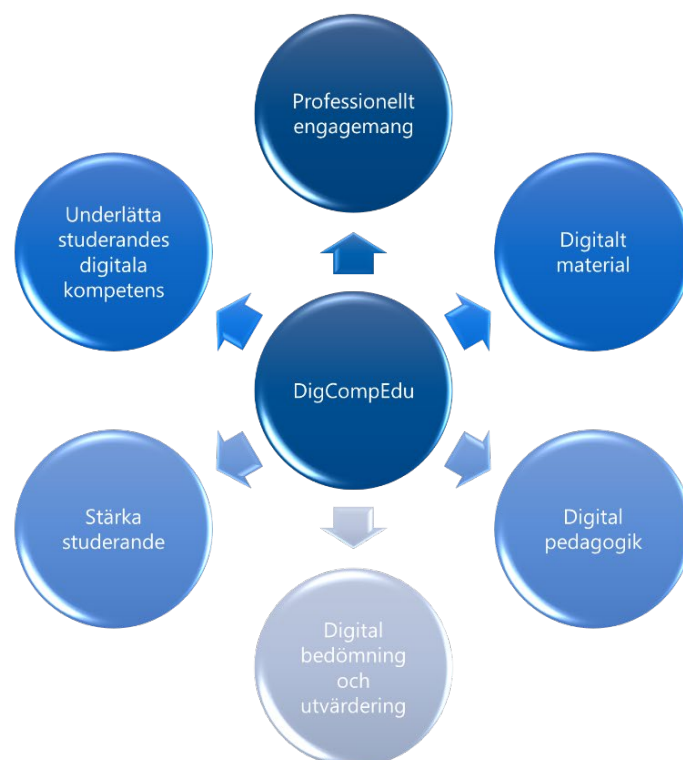 Professionellt
engagemang
Underlätta
studerandes
digitala
kompetens
Digitalt
material
DigCompEdu
Stärka
studerande
Digital
pedagogik
Digital
bedömning
och
utvärdering